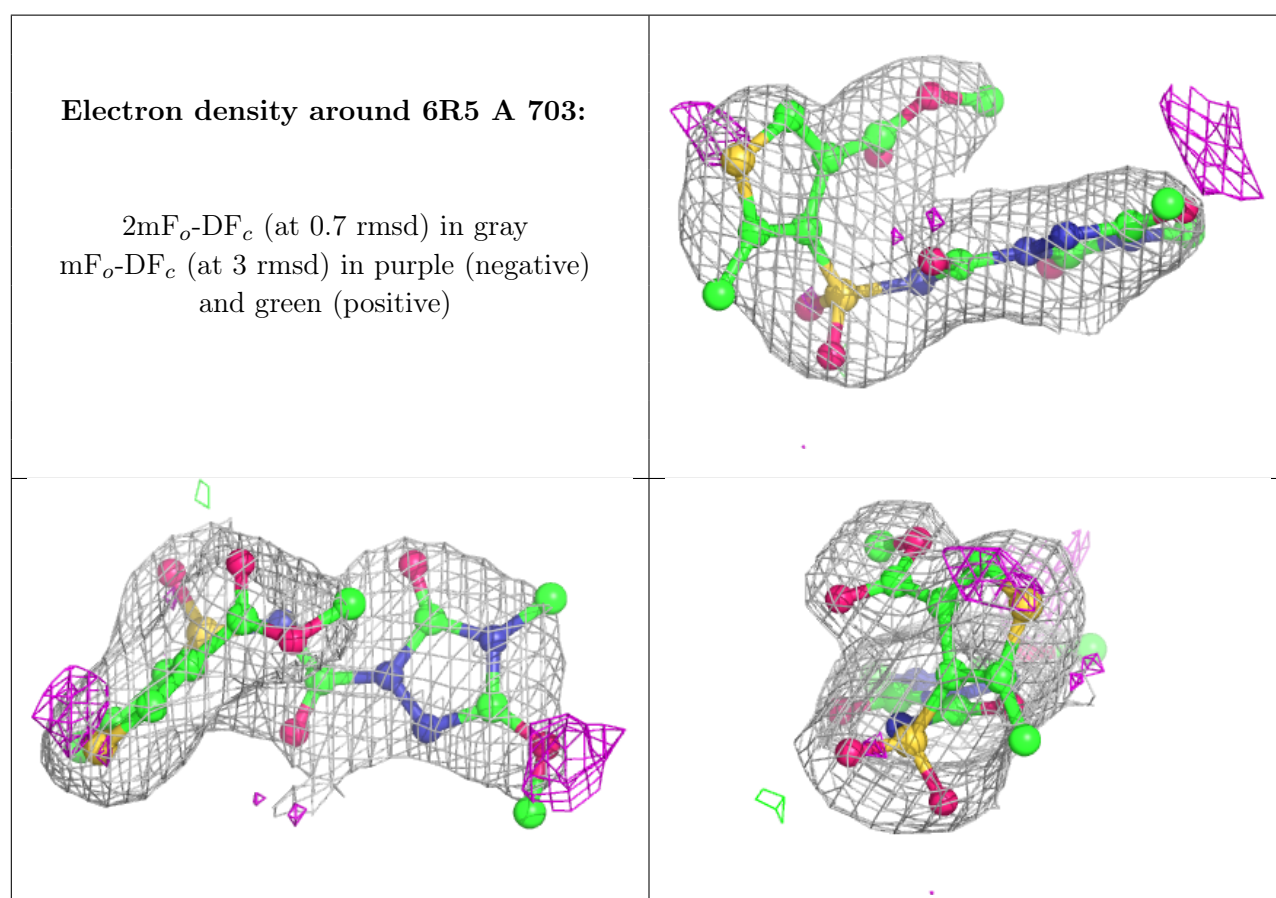 Electron density around 6R5 A 703:
2mFo-DFc (at 0.7 rmsd) in gray
mFo-DFc (at 3 rmsd) in purple (negative)
and green (positive)